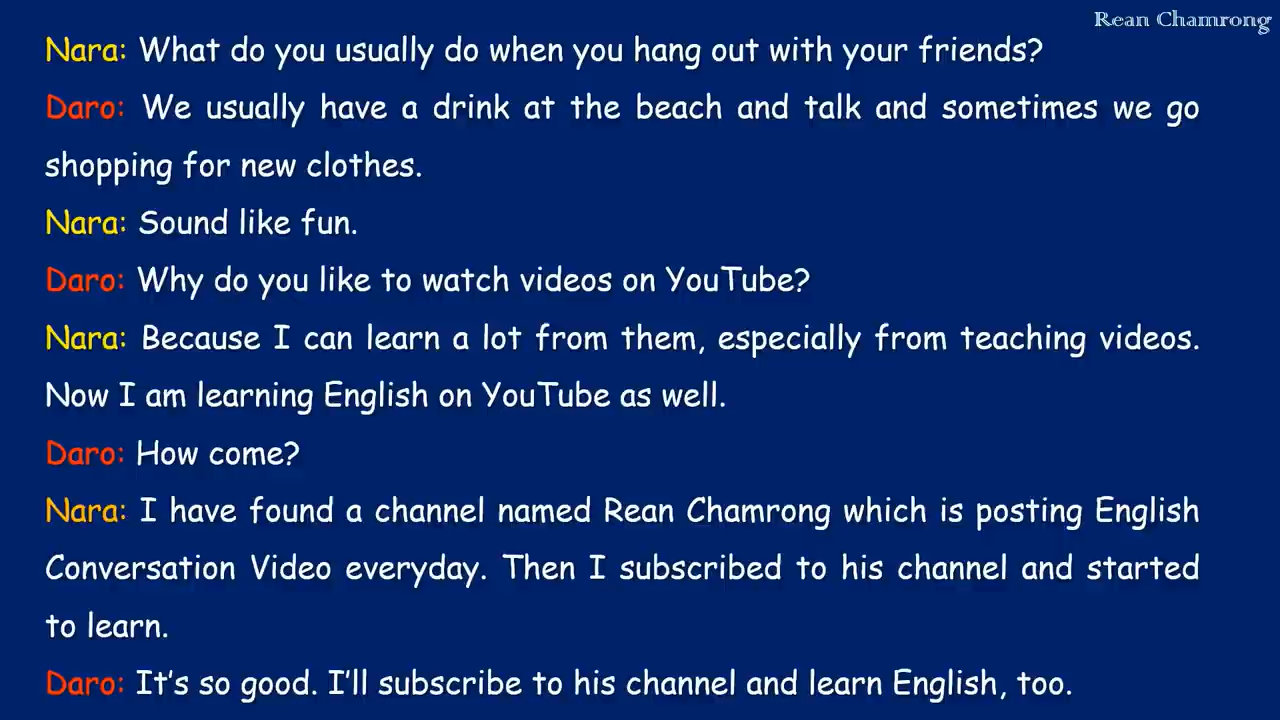 Rean Chamrong
Nara: What do you usually do when you hang out with your friends?
Daro: We usually have a drink at the beach and talk and sometimes we go
shopping for new clothes.
Nara: Sound like fun.
Daro: Why do you like to watch videos on YouTube?
Nara: Because I can learn a lot from them, especially from teaching videos.
Now I am learning English on YouTube as well.
Daro: How come?
Nara: I have found a channel named Rean Chamrong which is posting English
Conversation Video everyday. Then I subscribed to his channel and started
to learn.
Daro: It’s so good. I’ll subscribe to his channel and learn English, too.